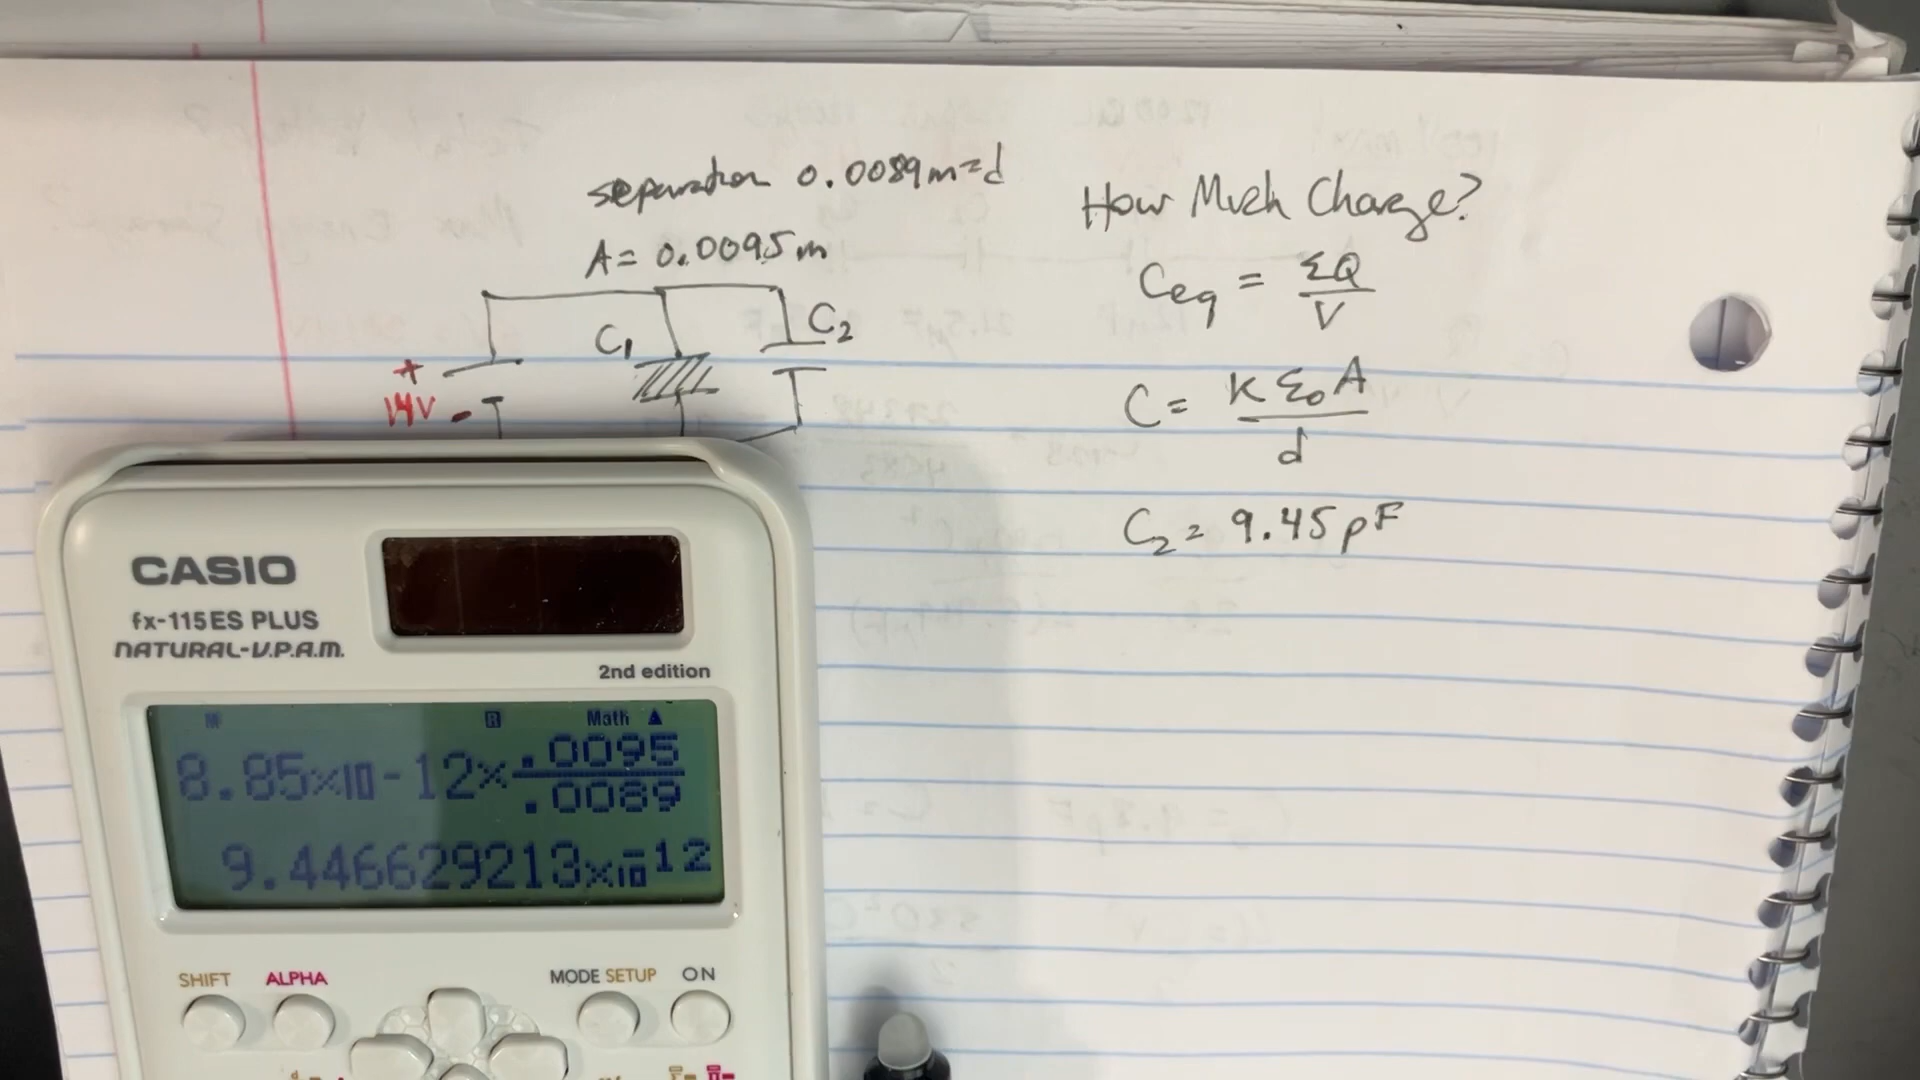 separation 0.0089m=d
A= 0.0095m
How Much Charge?
Ceq = ΣQ/V
C1
C2
+
14V -
C= K ε0 A/d
C2 = 9.45pF
CASIO
fx-115ES PLUS
NATURAL-V.P.A.M.
2nd edition
M R Math ▲
8.85×10-12×.0095/.0089
9.446629213×10-12
SHIFT ALPHA MODE SETUP ON